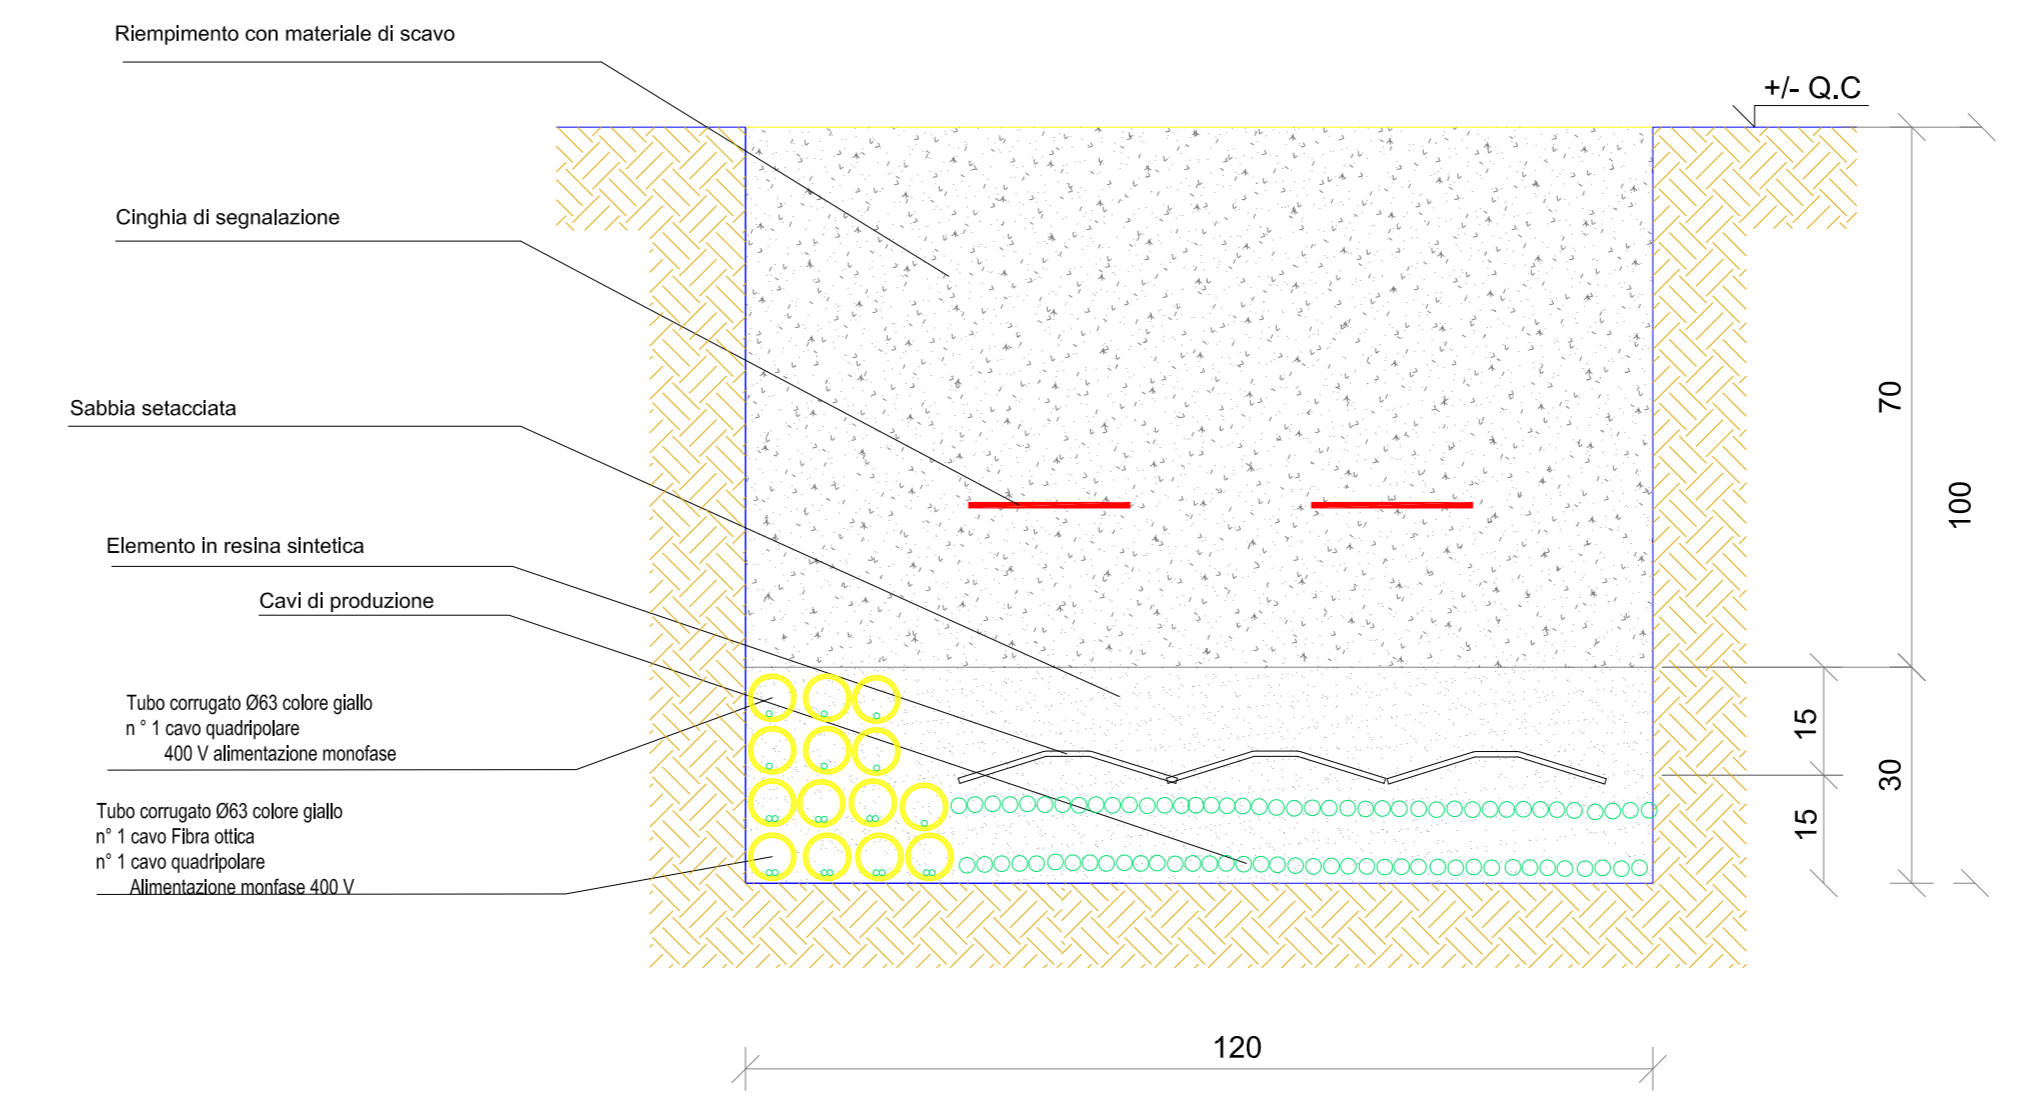 Riempimento con materiale di scavo
+/- Q.C
Cinghia di segnalazione
Sabbia setacciata
70
100
Elemento in resina sintetica
Cavi di produzione
Tubo corrugato Ø63 colore giallo
n ° 1 cavo quadripolare
400 V alimentazione monofase
15
30
15
Tubo corrugato Ø63 colore giallo
n° 1 cavo Fibra ottica
n° 1 cavo quadripolare
Alimentazione monfase 400 V
120